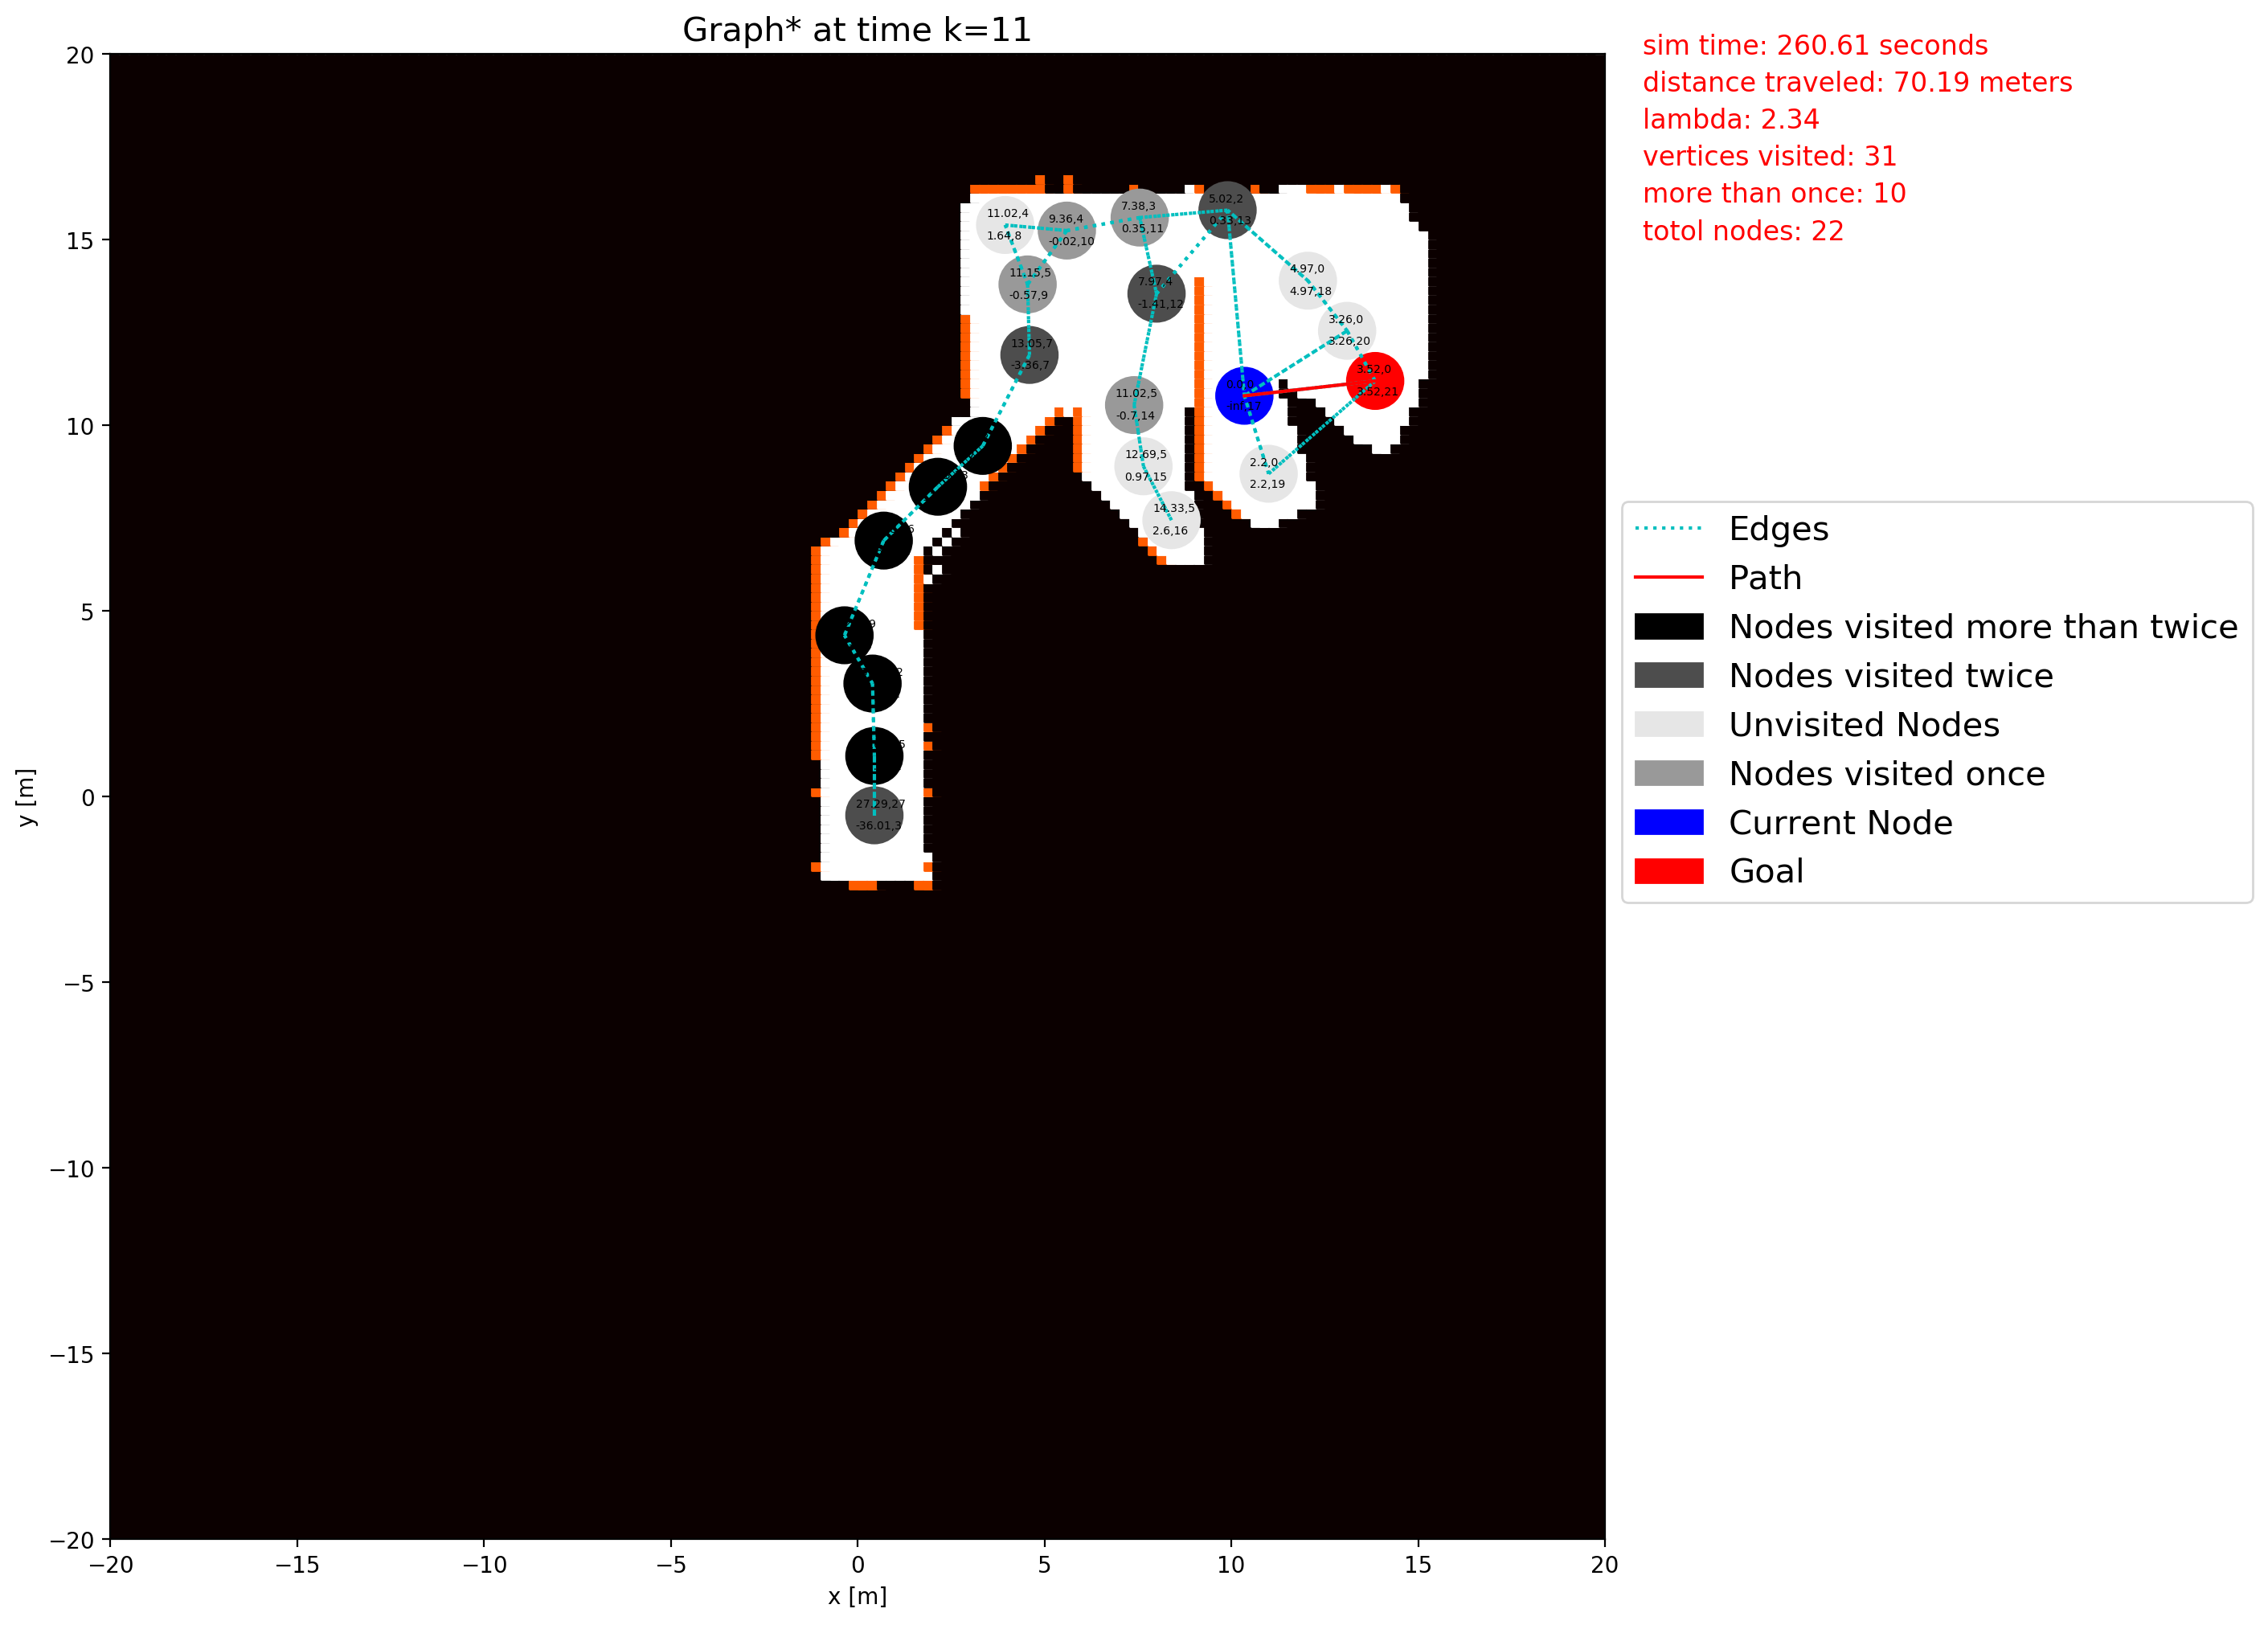 Graph* at time k=11
sim time: 260.61 seconds
distance traveled: 70.19 meters
lambda: 2.34
vertices visited: 31
more than once: 10
totol nodes: 22
20
15
10
5
0
−5
−10
−15
−20
y [m]
11.02,4
1.64,8
9.36,4
-0.02,10
7.38,3
0.35,11
5.02,2
0.33,13
11.15,5
-0.57,9
7.97,4
-1.41,12
4.97,0
4.97,18
3.26,0
3.26,20
13.05,7
-3.36,7
3.52,0
3.52,21
11.02,5
-0.7,14
12.69,5
0.97,15
2.2,0
2.2,19
14.33,5
2.6,16
27.29,27
-36.01,3
Edges
Path
Nodes visited more than twice
Nodes visited twice
Unvisited Nodes
Nodes visited once
Current Node
Goal
−20
−15
−10
−5
0
5
10
15
20
x [m]